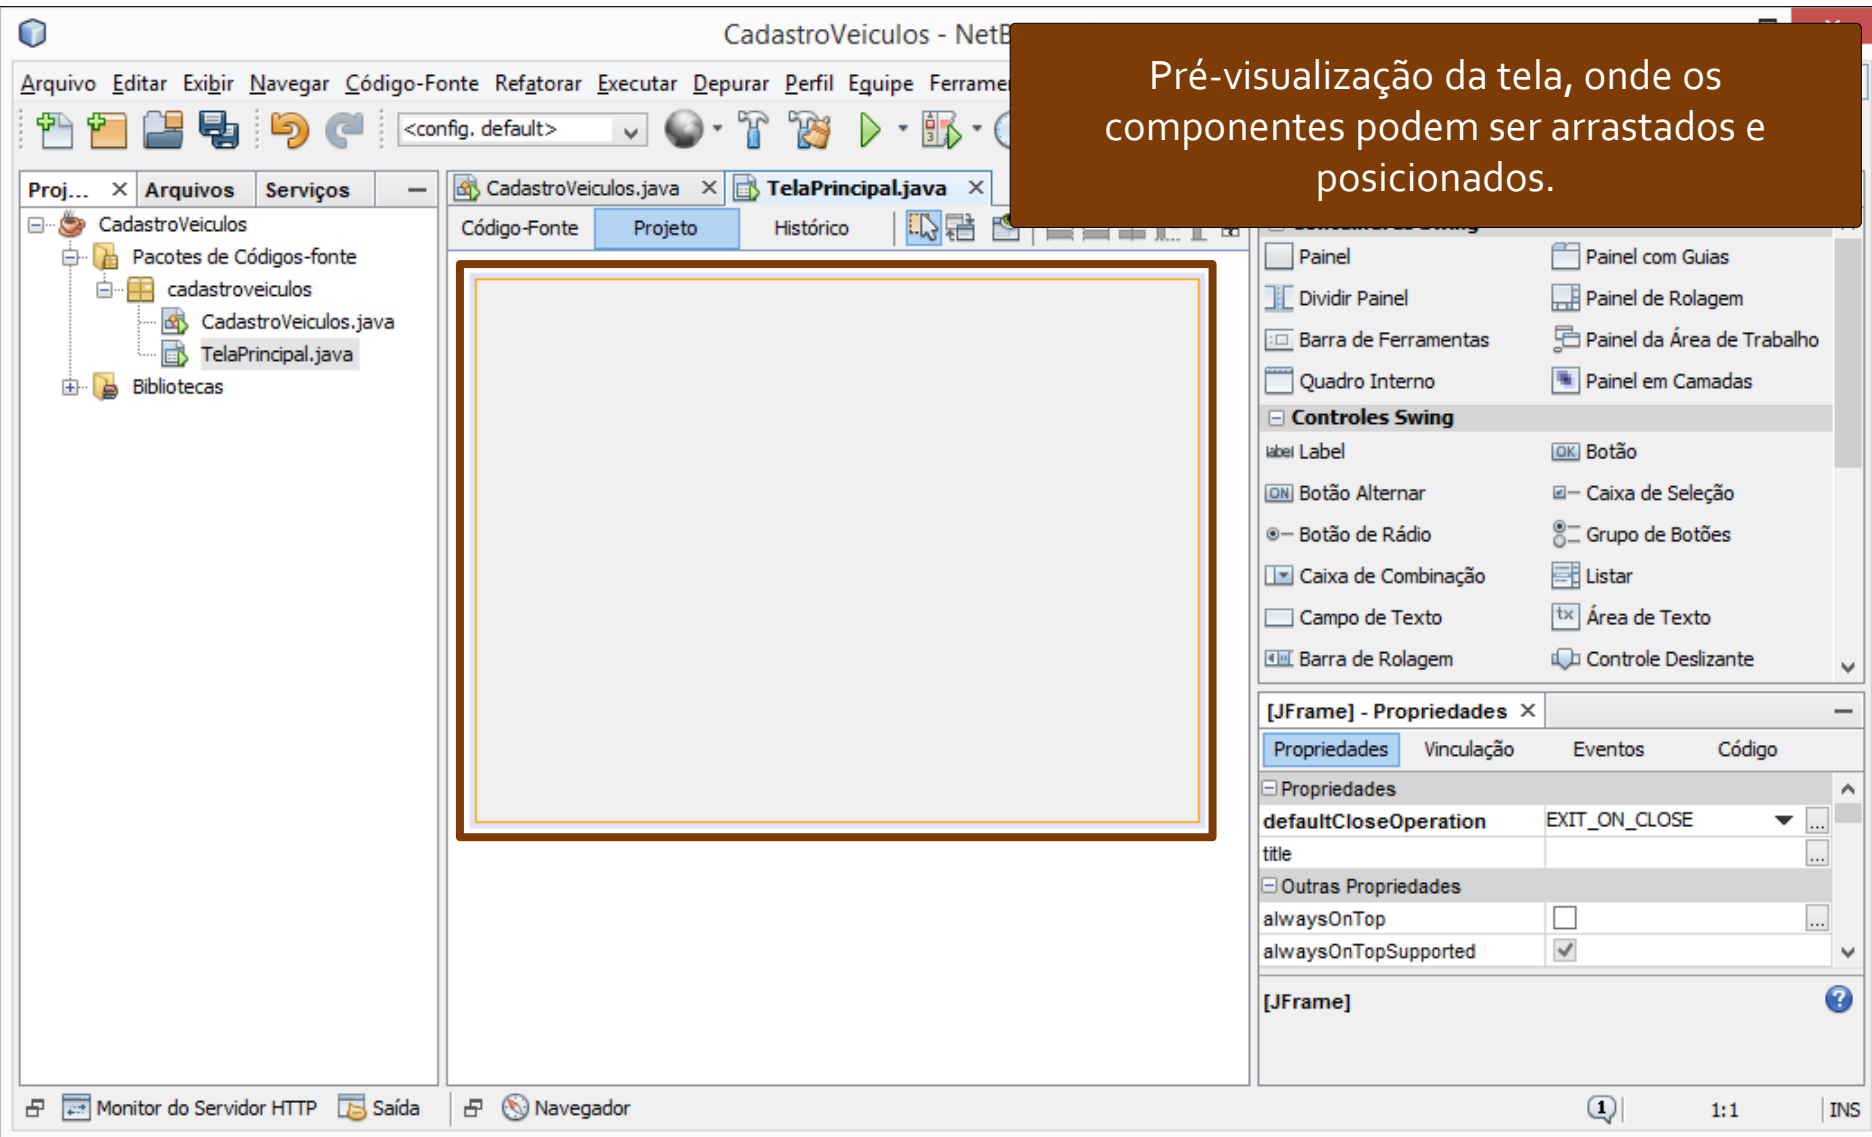 CadastroVeiculos - NetB
Pré-visualização da tela, onde os
componentes podem ser arrastados e
posicionados.
Arquivo Editar Exibir Navegar Código-Fonte Refatorar Executar Depurar Perfil Equipe Ferramen
<config. default>
Proj... Arquivos Serviços
CadastroVeiculos.java TelaPrincipal.java
Código-Fonte Projeto Histórico
CadastroVeiculos
Pacotes de Códigos-fonte
cadastroveiculos
CadastroVeiculos.java
TelaPrincipal.java
Bibliotecas
Painel Painel com Guias
Dividir Painel Painel de Rolagem
Barra de Ferramentas Painel da Área de Trabalho
Quadro Interno Painel em Camadas
Controles Swing
label Label OK Botão
ON Botão Alternar Caixa de Seleção
Botão de Rádio Grupo de Botões
Caixa de Combinação Listar
Campo de Texto tx Área de Texto
Barra de Rolagem Controle Deslizante
[JFrame] - Propriedades
Propriedades Vinculação Eventos Código
Propriedades
defaultCloseOperation EXIT_ON_CLOSE ...
title ...
Outras Propriedades
alwaysOnTop ...
alwaysOnTopSupported
[JFrame] ?
Monitor do Servidor HTTP Saída Navegador 1 1:1 INS